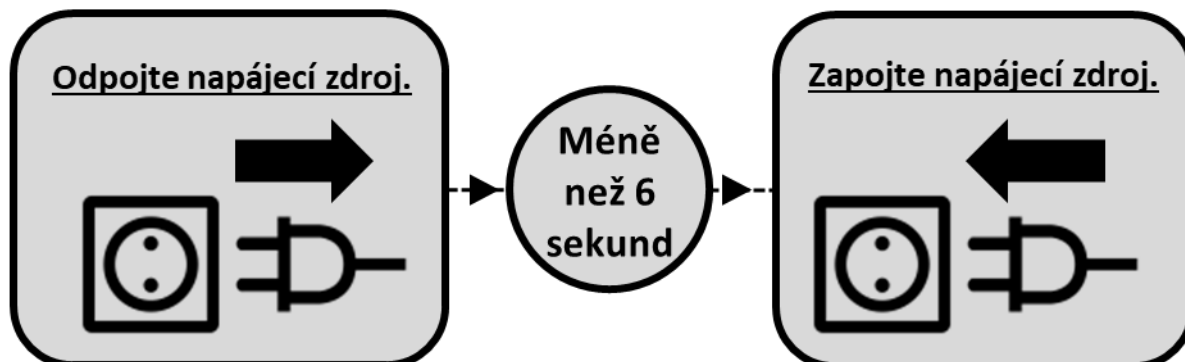 Odpojte napájecí zdroj.
Méně
než 6
sekund
Zapojte napájecí zdroj.